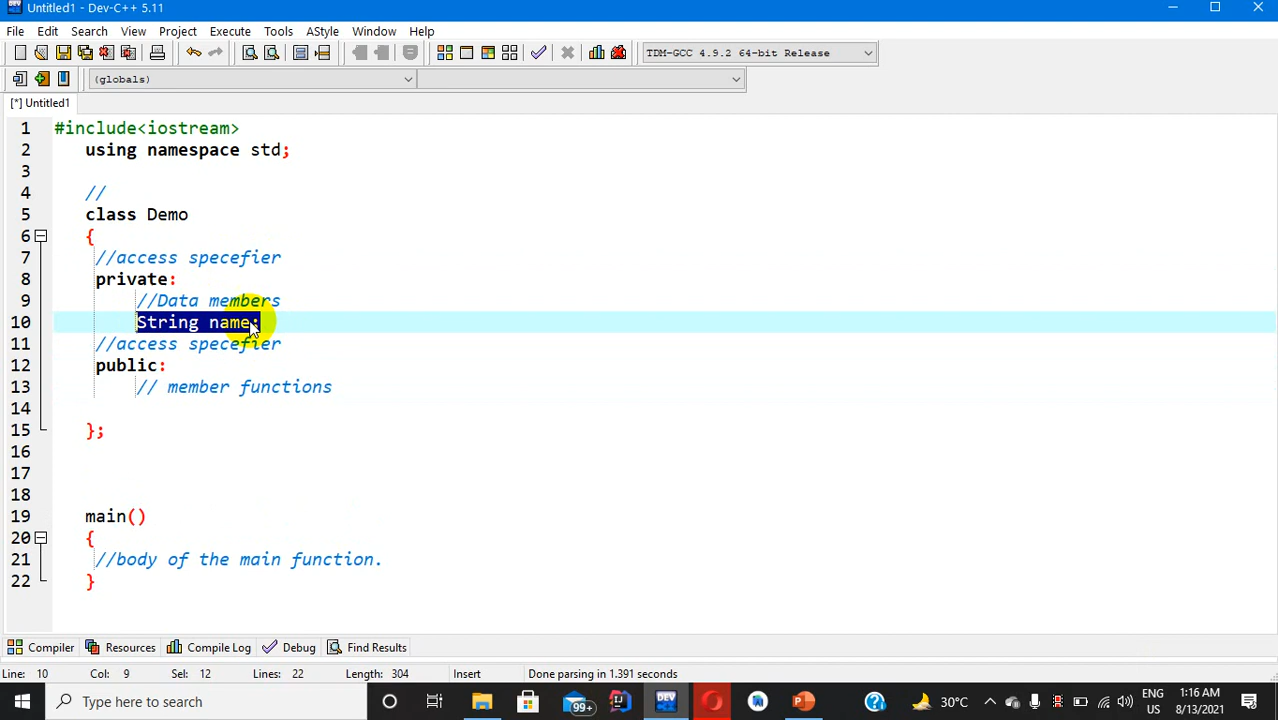 Untitled1 - Dev-C++ 5.11
File Edit Search View Project Execute Tools AStyle Window Help
TDM-GCC 4.9.2 64-bit Release
(globals)
[*] Untitled1
1 #include<iostream>
2 using namespace std;
3
4 //
5 class Demo
6 {
7 //access specefier
8 private:
9 //Data members
10 String name;
11 //access specefier
12 public:
13 // member functions
14
15 };
16
17
18
19 main()
20 {
21 //body of the main function.
22 }
Compiler Resources Compile Log Debug Find Results
Line: 10 Col: 9 Sel: 12 Lines: 22 Length: 304 Insert Done parsing in 1.391 seconds
Type here to search 99+ DEV 30°C ENG US 1:16 AM 8/13/2021